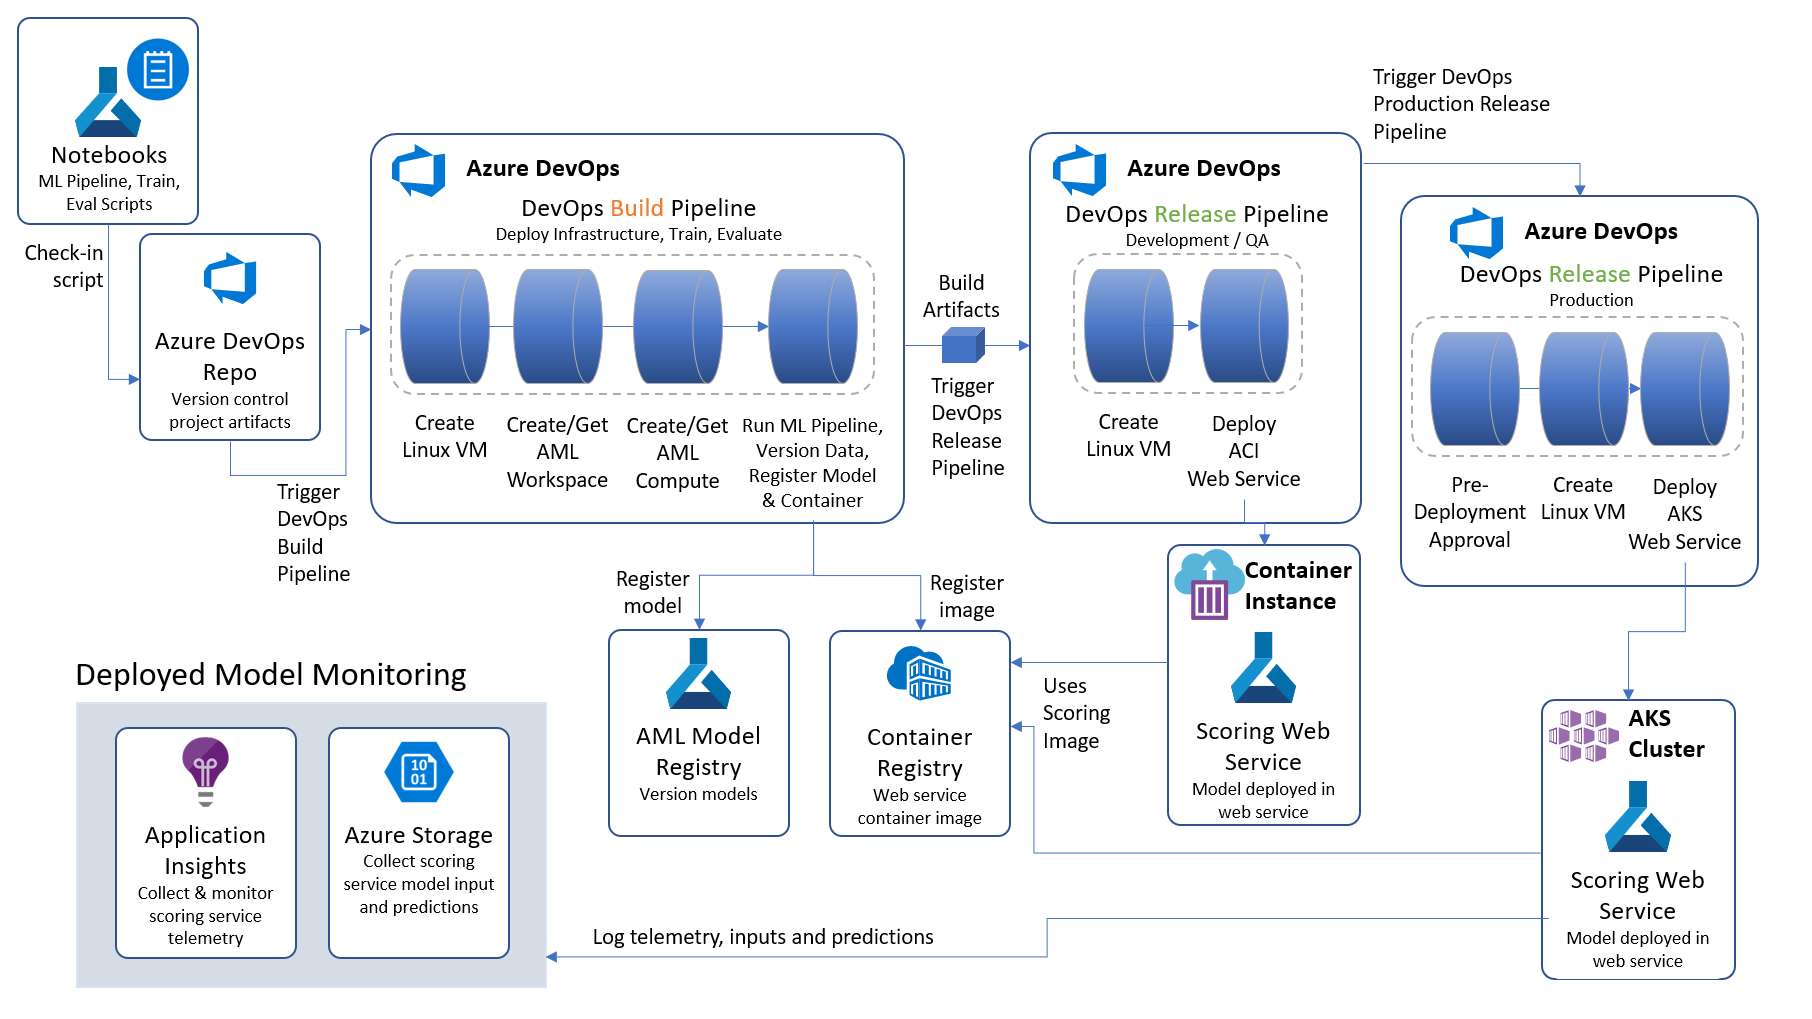 Notebooks
ML Pipeline, Train,
Eval Scripts
Check-in
script
Azure DevOps
Repo
Version control
project artifacts
Trigger
DevOps
Build
Pipeline
Azure DevOps
DevOps Build Pipeline
Deploy Infrastructure, Train, Evaluate
Create
Linux VM
Create/Get
AML
Workspace
Create/Get
AML
Compute
Run ML Pipeline,
Version Data,
Register Model
& Container
Build
Artifacts
Trigger
DevOps
Release
Pipeline
Azure DevOps
DevOps Release Pipeline
Development / QA
Create
Linux VM
Deploy
ACI
Web Service
Trigger DevOps
Production Release
Pipeline
Azure DevOps
DevOps Release Pipeline
Production
Pre-
Deployment
Approval
Create
Linux VM
Deploy
AKS
Web Service
Register
model
Register
image
AML Model
Registry
Version models
Container
Registry
Web service
container image
Uses
Scoring
Image
Container
Instance
Scoring Web
Service
Model deployed in
web service
AKS
Cluster
Scoring Web
Service
Model deployed in
web service
Deployed Model Monitoring
Application
Insights
Collect & monitor
scoring service
telemetry
10
01
Azure Storage
Collect scoring
service model input
and predictions
Log telemetry, inputs and predictions